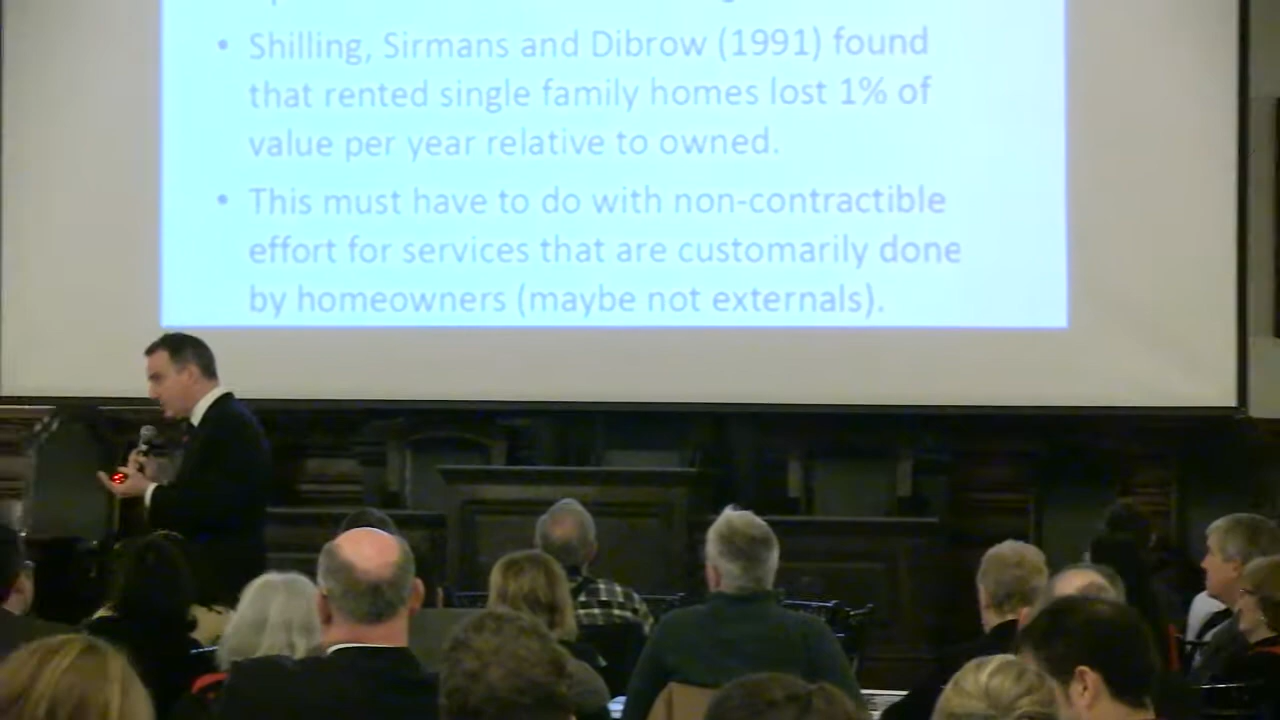 • Shilling, Sirmans and Dibrow (1991) found
that rented single family homes lost 1% of
value per year relative to owned.
• This must have to do with non-contractible
effort for services that are customarily done
by homeowners (maybe not externals).